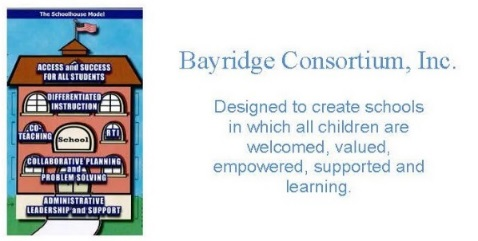 The Schoolhouse Model
ACCESS and SUCCESS
FOR ALL STUDENTS
DIFFERENTIATED
INSTRUCTION
CO-
TEACHING
School
RTI
COLLABORATIVE PLANNING
and
PROBLEM SOLVING
ADMINISTRATIVE
LEADERSHIP and SUPPORT
Bayridge Consortium, Inc.
Designed to create schools
in which all children are
welcomed, valued,
empowered, supported and
learning.